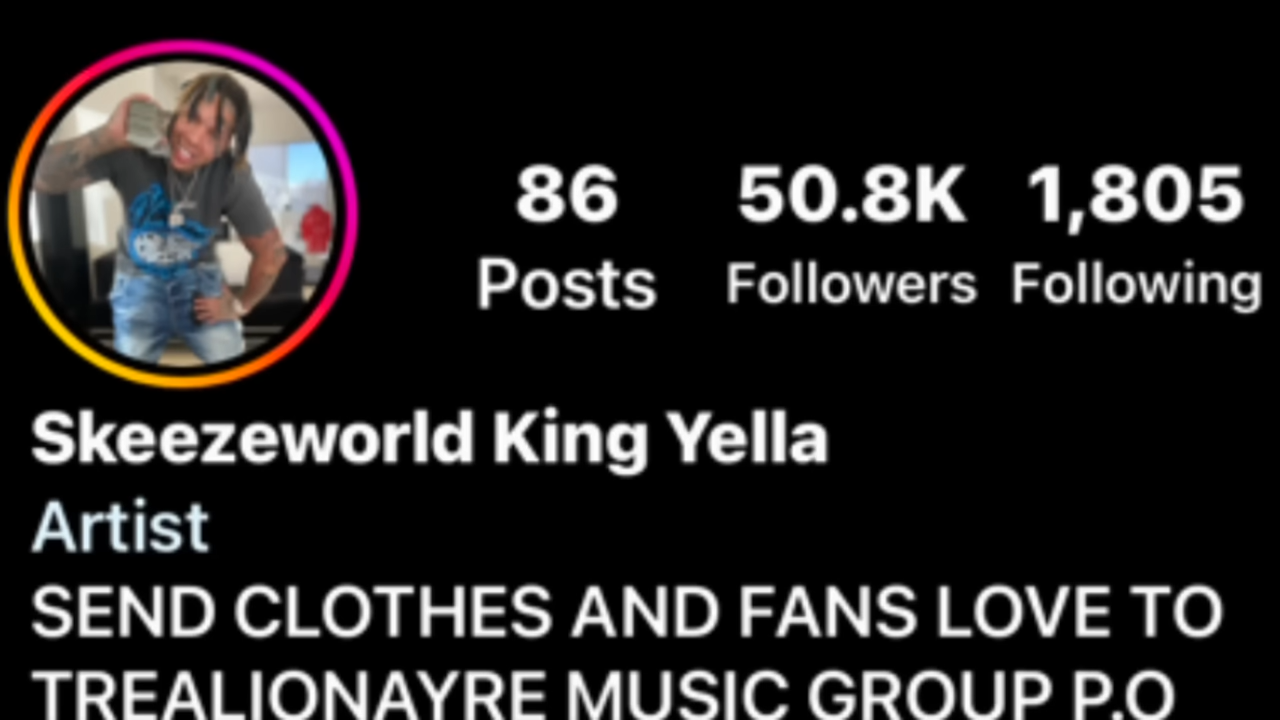 86 50.8K 1,805
Posts Followers Following
Skeezeworld King Yella
Artist
SEND CLOTHES AND FANS LOVE TO
TREALIONAYRE MUSIC GROUP P.O